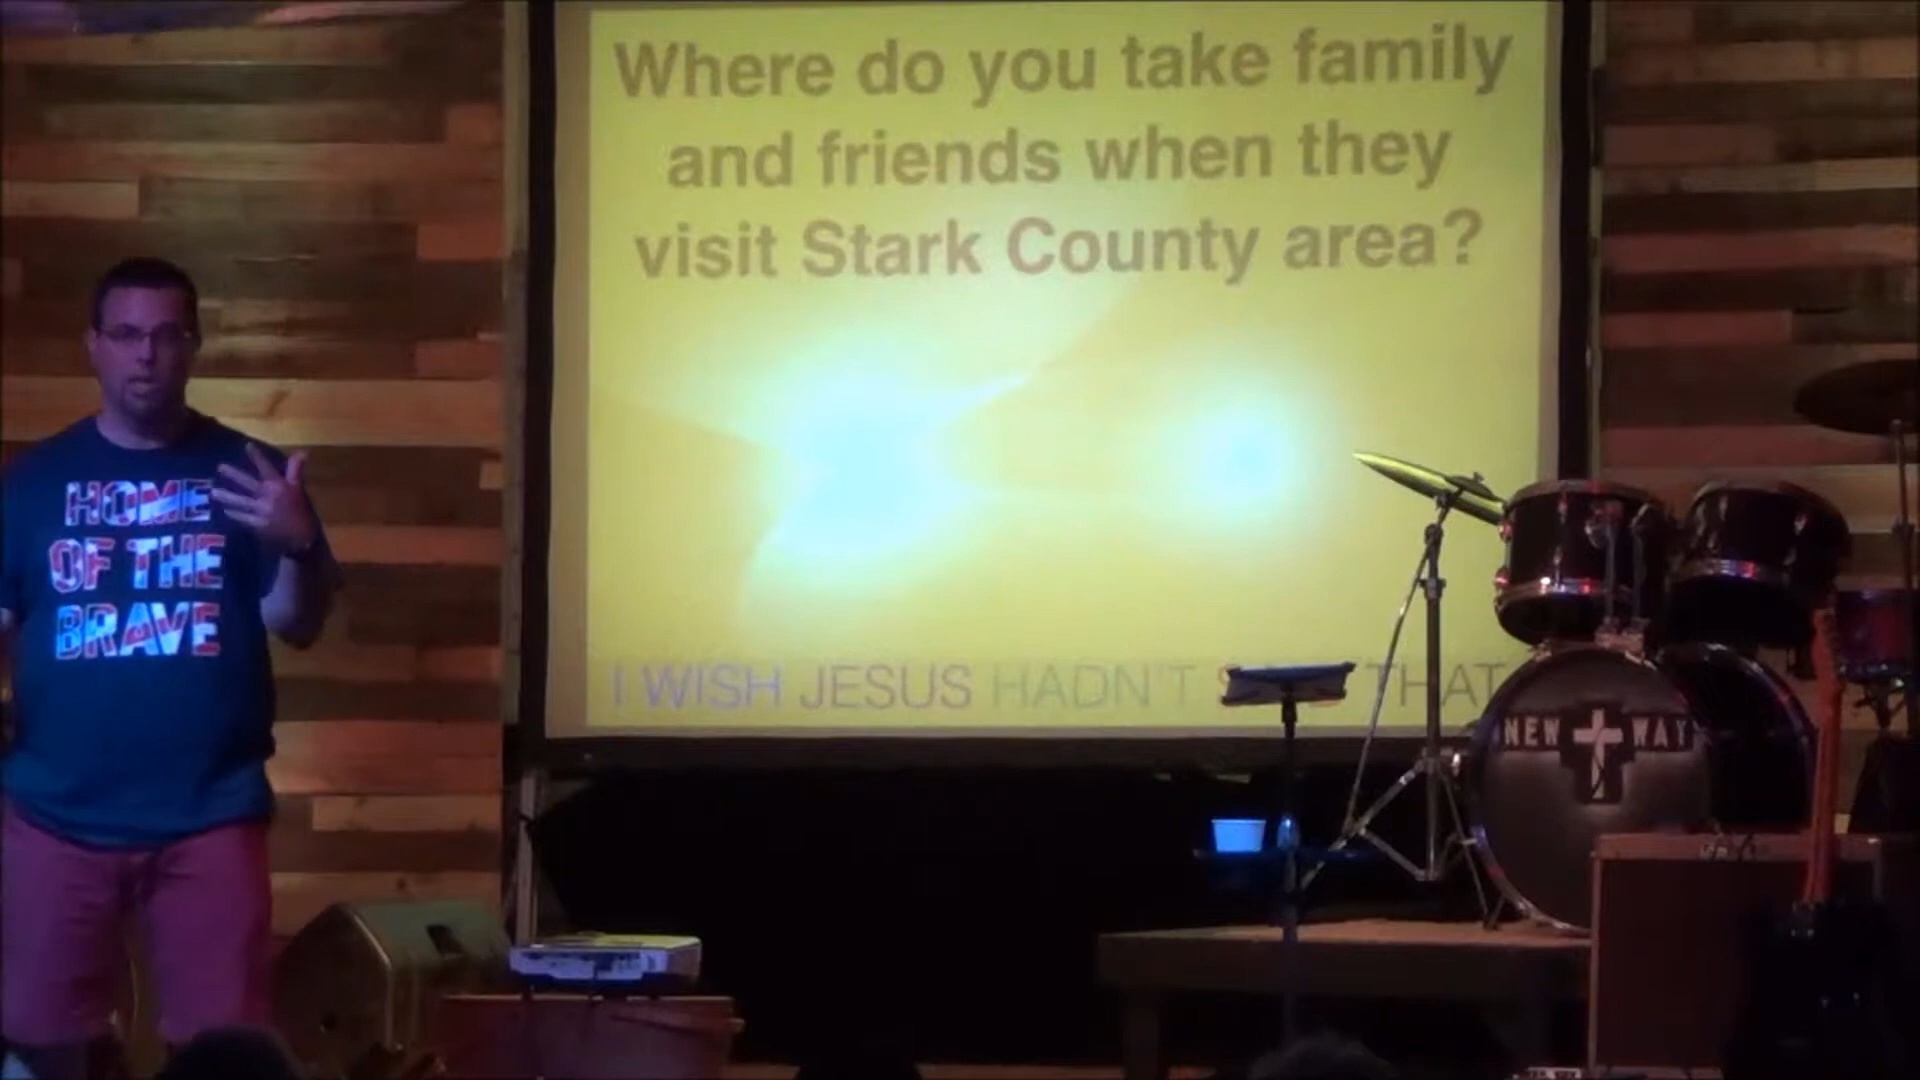 Where do you take family
and friends when they
visit Stark County area?
I WISH JESUS HADN'T THAT
HOME
OF THE
BRAVE
NEW WAY